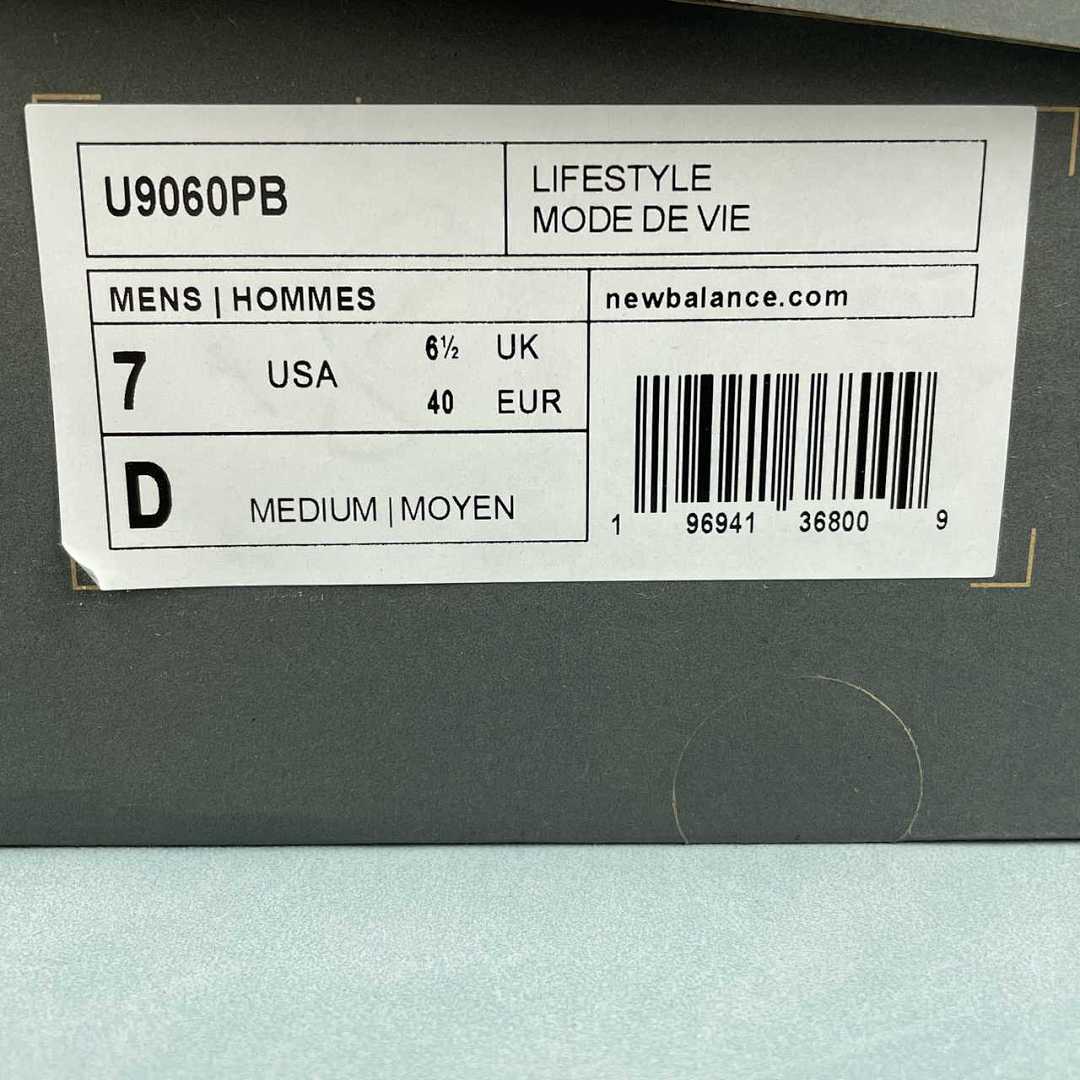 U9060PB
LIFESTYLE
MODE DE VIE
MENS | HOMMES
newbalance.com
7 USA
6½ UK
40 EUR
D MEDIUM | MOYEN
1 96941 36800 9